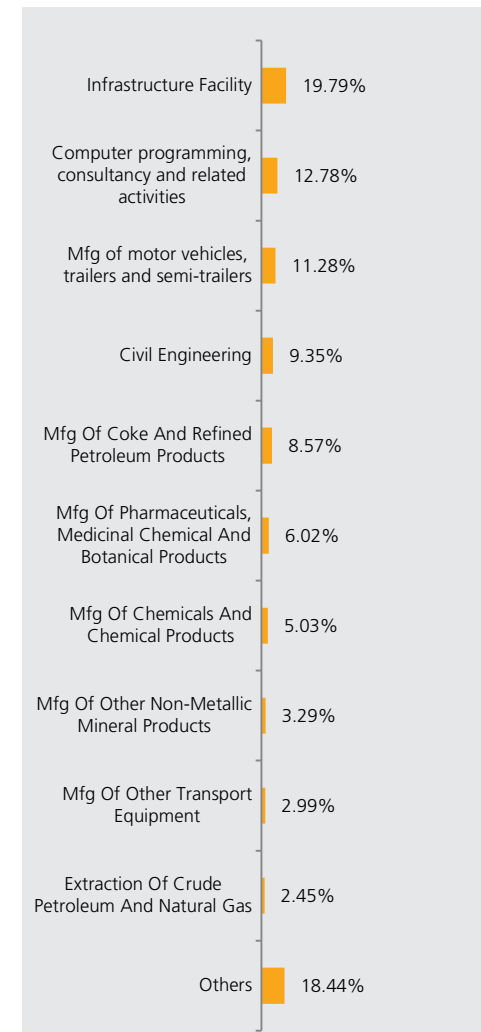 Infrastructure Facility 19.79%
Computer programming,
consultancy and related
activities
12.78%
Mfg of motor vehicles,
trailers and semi-trailers
11.28%
Civil Engineering 9.35%
Mfg Of Coke And Refined
Petroleum Products
8.57%
Mfg Of Pharmaceuticals,
Medicinal Chemical And
Botanical Products
6.02%
Mfg Of Chemicals And
Chemical Products
5.03%
Mfg Of Other Non-Metallic
Mineral Products
3.29%
Mfg Of Other Transport
Equipment
2.99%
Extraction Of Crude
Petroleum And Natural Gas
2.45%
Others 18.44%